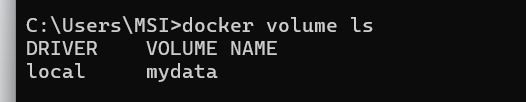 C:\Users\MSI>docker volume ls
DRIVER    VOLUME NAME
local     mydata